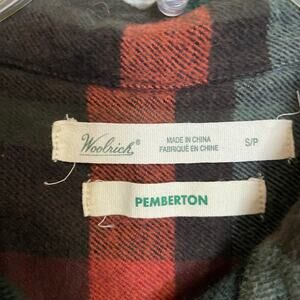 Woolrich®
MADE IN CHINA
FABRIQUÉ EN CHINE
S/P
PEMBERTON